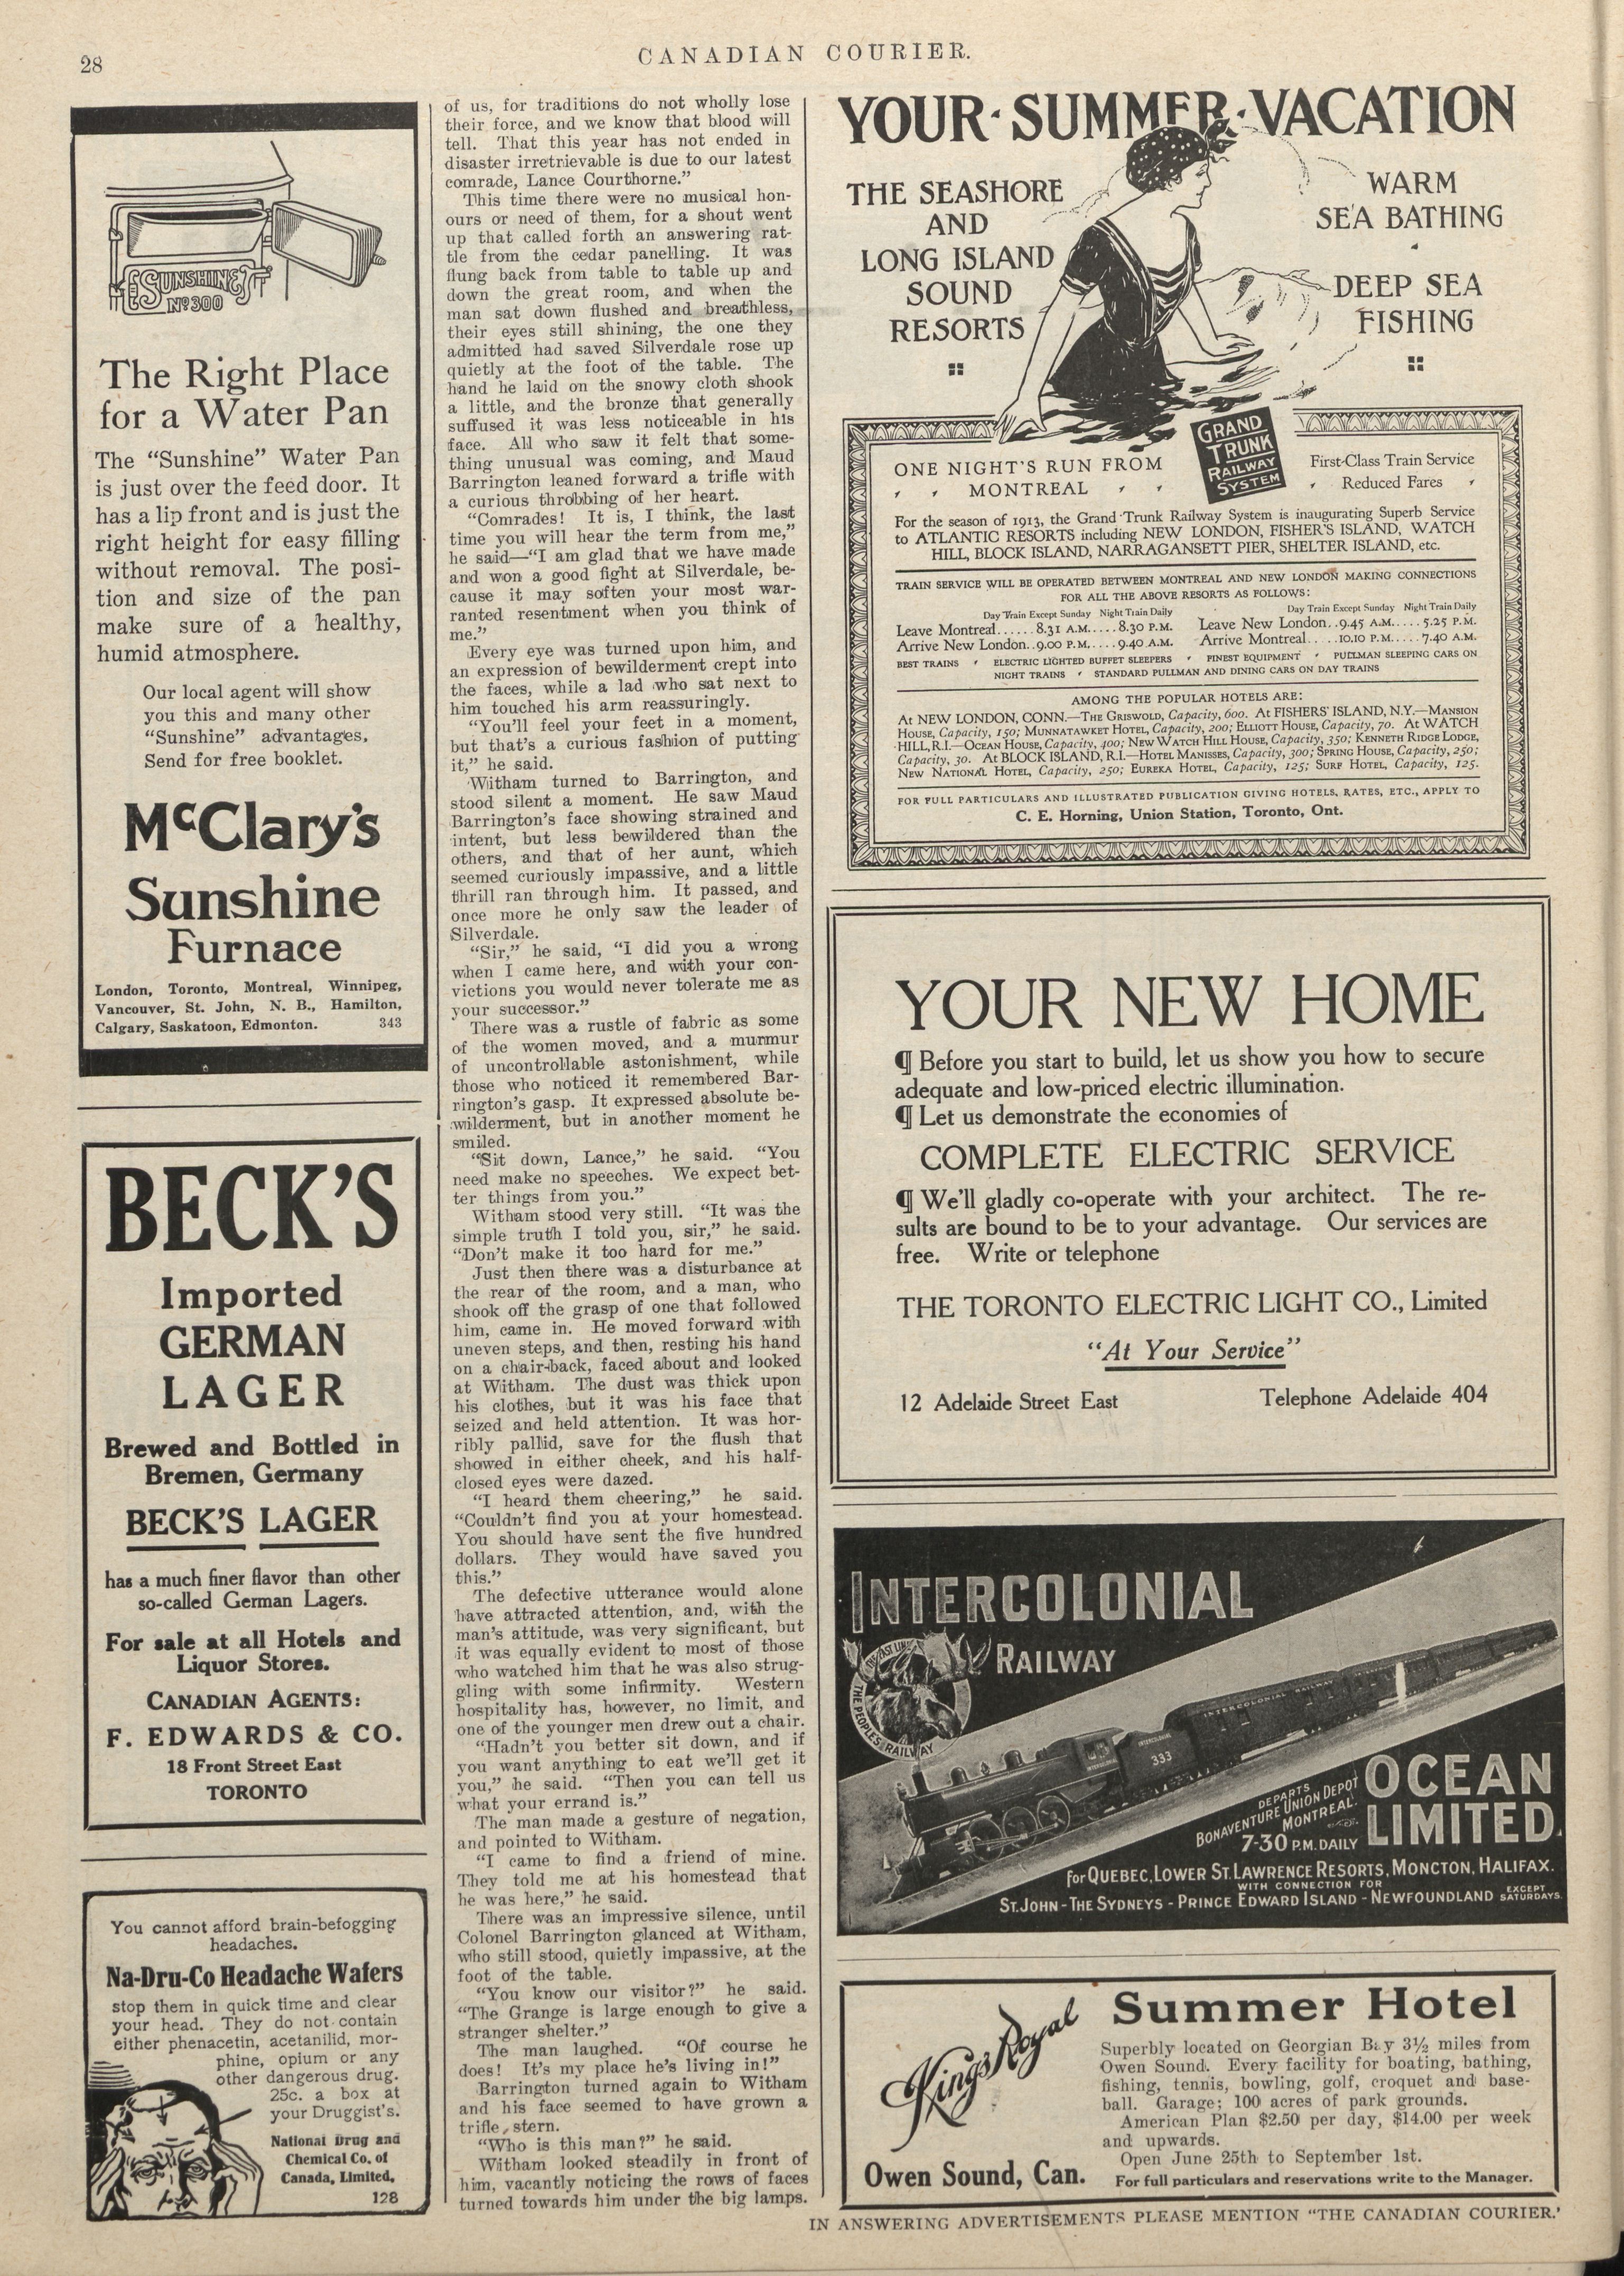 28
CANADIAN COURIER.
SUNSHINE
No 300
The Right Place
for a Water Pan
The “Sunshine” Water Pan
is just over the feed door. It
has a lip front and is just the
right height for easy filling
without removal. The posi-
tion and size of the pan
make sure of a healthy,
humid atmosphere.
Our local agent will show
you this and many other
“Sunshine” advantages.
Send for free booklet.
McClary's
Sunshine
Furnace
London, Toronto, Montreal, Winnipeg,
Vancouver, St. John, N. B., Hamilton,
Calgary, Saskatoon, Edmonton. 343
BECK'S
Imported
GERMAN
LAGER
Brewed and Bottled in
Bremen, Germany
BECK'S LAGER
has a much finer flavor than other
so-called German Lagers.
For sale at all Hotels and
Liquor Stores.
CANADIAN AGENTS:
F. EDWARDS & CO.
18 Front Street East
TORONTO
You cannot afford brain-befogging
headaches.
Na-Dru-Co Headache Wafers
stop them in quick time and clear
your head. They do not contain
either phenacetin, acetanilid, mor-
phine, opium or any
other dangerous drug.
25c. a box at
your Druggist's.
National Drug and
Chemical Co. of
Canada, Limited.
128
of us, for traditions do not wholly lose
their force, and we know that blood will
tell. That this year has not ended in
disaster irretrievable is due to our latest
comrade, Lance Courthorne.”
This time there were no musical hon-
ours or need of them, for a shout went
up that called forth an answering rat-
tle from the cedar panelling. It was
flung back from table to table up and
down the great room, and when the
man sat down flushed and breathless,
their eyes still shining, the one they
admitted had saved Silverdale rose up
quietly at the foot of the table. The
hand he laid on the snowy cloth shook
a little, and the bronze that generally
suffused it was less noticeable in his
face. All who saw it felt that some-
thing unusual was coming, and Maud
Barrington leaned forward a trifle with
a curious throbbing of her heart.
“Comrades! It is, I think, the last
time you will hear the term from me,”
he said—“I am glad that we have made
and won a good fight at Silverdale, be-
cause it may soften your most war-
ranted resentment when you think of
me.”
Every eye was turned upon him, and
an expression of bewilderment crept into
the faces, while a lad who sat next to
him touched his arm reassuringly.
“You'll feel your feet in a moment,
but that's a curious fashion of putting
it,” he said.
Witham turned to Barrington, and
stood silent a moment. He saw Maud
Barrington's face showing strained and
intent, but less bewildered than the
others, and that of her aunt, which
seemed curiously impassive, and a little
thrill ran through him. It passed, and
once more he only saw the leader of
Silverdale.
“Sir,” he said, “I did you a wrong
when I came here, and with your con-
victions you would never tolerate me as
your successor.”
There was a rustle of fabric as some
of the women moved, and a murmur
of uncontrollable astonishment, while
those who noticed it remembered Bar-
rington's gasp. It expressed absolute be-
wilderment, but in another moment he
smiled.
“Sit down, Lance,” he said. “You
need make no speeches. We expect bet-
ter things from you.”
Witham stood very still. “It was the
simple truth I told you, sir,” he said.
“Don't make it too hard for me.”
Just then there was a disturbance at
the rear of the room, and a man, who
shook off the grasp of one that followed
him, came in. He moved forward with
uneven steps, and then, resting his hand
on a chair-back, faced about and looked
at Witham. The dust was thick upon
his clothes, but it was his face that
seized and held attention. It was hor-
ribly pallid, save for the flush that
showed in either cheek, and his half-
closed eyes were dazed.
“I heard them cheering,” he said.
“Couldn't find you at your homestead.
You should have sent the five hundred
dollars. They would have saved you
this.”
The defective utterance would alone
have attracted attention, and, with the
man's attitude, was very significant, but
it was equally evident to most of those
who watched him that he was also strug-
gling with some infirmity. Western
hospitality has, however, no limit, and
one of the younger men drew out a chair.
“Hadn't you better sit down, and if
you want anything to eat we'll get it
you,” he said. “Then you can tell us
what your errand is.”
The man made a gesture of negation,
and pointed to Witham.
“I came to find a friend of mine.
They told me at his homestead that
he was here,” he said.
There was an impressive silence, until
Colonel Barrington glanced at Witham,
who still stood, quietly impassive, at the
foot of the table.
“You know our visitor?” he said.
“The Grange is large enough to give a
stranger shelter.”
The man laughed. “Of course he
does! It's my place he's living in!”
Barrington turned again to Witham
and his face seemed to have grown a
trifle stern.
“Who is this man?” he said.
Witham looked steadily in front of
him, vacantly noticing the rows of faces
turned towards him under the big lamps.
YOUR · SUMMER · VACATION
THE SEASHORE
AND
LONG ISLAND
SOUND
RESORTS
WARM
SEA BATHING
DEEP SEA
FISHING
GRAND
TRUNK
RAILWAY
SYSTEM
ONE NIGHT'S RUN FROM
MONTREAL
First-Class Train Service
Reduced Fares
For the season of 1913, the Grand Trunk Railway System is inaugurating Superb Service
to ATLANTIC RESORTS including NEW LONDON, FISHER'S ISLAND, WATCH
HILL, BLOCK ISLAND, NARRAGANSETT PIER, SHELTER ISLAND, etc.
TRAIN SERVICE WILL BE OPERATED BETWEEN MONTREAL AND NEW LONDON MAKING CONNECTIONS
FOR ALL THE ABOVE RESORTS AS FOLLOWS:
Day Train Except Sunday Night Train Daily Day Train Except Sunday Night Train Daily
Leave Montreal......8.31 A.M.....8.30 P.M. Leave New London..9.45 A.M.....5.25 P.M.
Arrive New London..9.00 P.M.....9.40 A.M. Arrive Montreal.....10.10 P.M.....7.40 A.M.
BEST TRAINS ELECTRIC LIGHTED BUFFET SLEEPERS FINEST EQUIPMENT PULLMAN SLEEPING CARS ON
NIGHT TRAINS STANDARD PULLMAN AND DINING CARS ON DAY TRAINS
AMONG THE POPULAR HOTELS ARE:
At NEW LONDON, CONN.—THE GRISWOLD, Capacity, 600. At FISHERS' ISLAND, N.Y.—MANSION
HOUSE, Capacity, 150; MUNNATAWKET HOTEL, Capacity, 200; ELLIOTT HOUSE, Capacity, 70. At WATCH
HILL, R.I.—OCEAN HOUSE, Capacity, 400; NEW WATCH HILL HOUSE, Capacity, 350; KENNETH RIDGE LODGE,
Capacity, 30. At BLOCK ISLAND, R.I.—HOTEL MANISSES, Capacity, 300; SPRING HOUSE, Capacity, 250;
NEW NATIONAL HOTEL, Capacity, 250; EUREKA HOTEL, Capacity, 125; SURF HOTEL, Capacity, 125.
FOR FULL PARTICULARS AND ILLUSTRATED PUBLICATION GIVING HOTELS, RATES, ETC., APPLY TO
C. E. Horning, Union Station, Toronto, Ont.
YOUR NEW HOME
¶ Before you start to build, let us show you how to secure
adequate and low-priced electric illumination.
¶ Let us demonstrate the economies of
COMPLETE ELECTRIC SERVICE
¶ We'll gladly co-operate with your architect. The re-
sults are bound to be to your advantage. Our services are
free. Write or telephone
THE TORONTO ELECTRIC LIGHT CO., Limited
“At Your Service”
12 Adelaide Street East Telephone Adelaide 404
INTERCOLONIAL
RAILWAY
THE FAST LINE
THE PEOPLES RAILWAY
INTERCOLONIAL RAILWAY
INTERCOLONIAL
333
INTERCOLONIAL
DEPARTS
BONAVENTURE UNION DEPOT
MONTREAL.
7-30 P.M. DAILY
OCEAN
LIMITED
for QUEBEC, LOWER ST. LAWRENCE RESORTS, MONCTON, HALIFAX.
WITH CONNECTION FOR
ST. JOHN - THE SYDNEYS - PRINCE EDWARD ISLAND - NEWFOUNDLAND EXCEPT SATURDAYS.
Kings Royal
Owen Sound, Can.
Summer Hotel
Superbly located on Georgian Bay 3½ miles from
Owen Sound. Every facility for boating, bathing,
fishing, tennis, bowling, golf, croquet and base-
ball. Garage; 100 acres of park grounds.
American Plan $2.50 per day, $14.00 per week
and upwards.
Open June 25th to September 1st.
For full particulars and reservations write to the Manager.
IN ANSWERING ADVERTISEMENTS PLEASE MENTION “THE CANADIAN COURIER.’